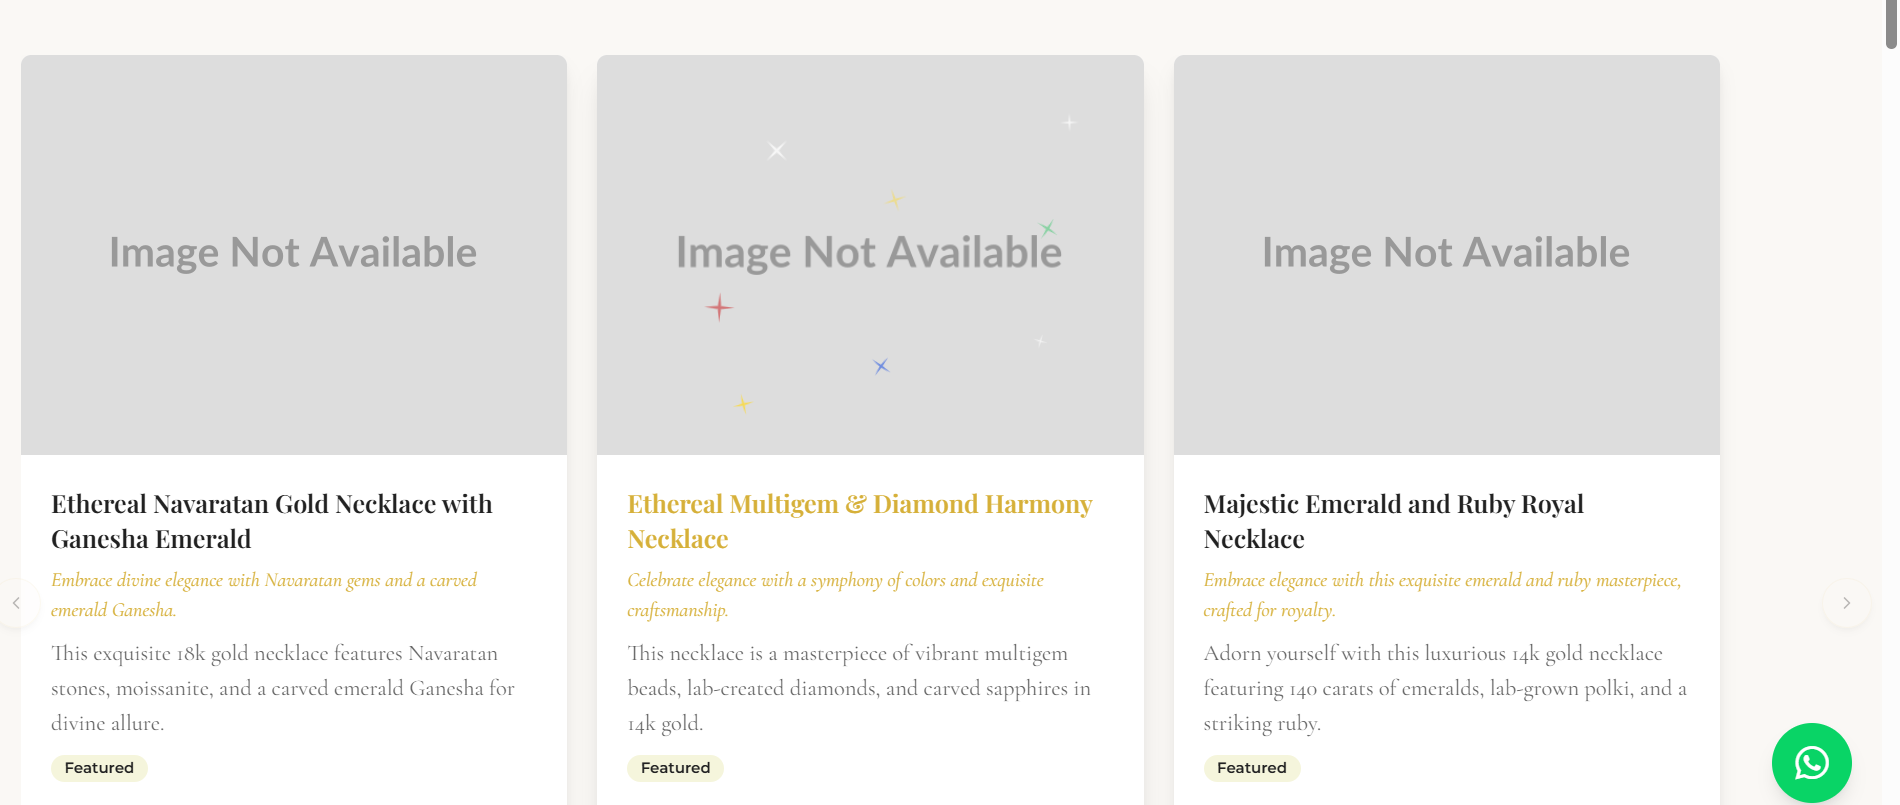 Image Not Available
Image Not Available
Image Not Available
Ethereal Navaratan Gold Necklace with
Ganesha Emerald
Embrace divine elegance with Navaratan gems and a carved
emerald Ganesha.
This exquisite 18k gold necklace features Navaratan
stones, moissanite, and a carved emerald Ganesha for
divine allure.
Featured
Ethereal Multigem & Diamond Harmony
Necklace
Celebrate elegance with a symphony of colors and exquisite
craftsmanship.
This necklace is a masterpiece of vibrant multigem
beads, lab-created diamonds, and carved sapphires in
14k gold.
Featured
Majestic Emerald and Ruby Royal
Necklace
Embrace elegance with this exquisite emerald and ruby masterpiece,
crafted for royalty.
Adorn yourself with this luxurious 14k gold necklace
featuring 140 carats of emeralds, lab-grown polki, and a
striking ruby.
Featured